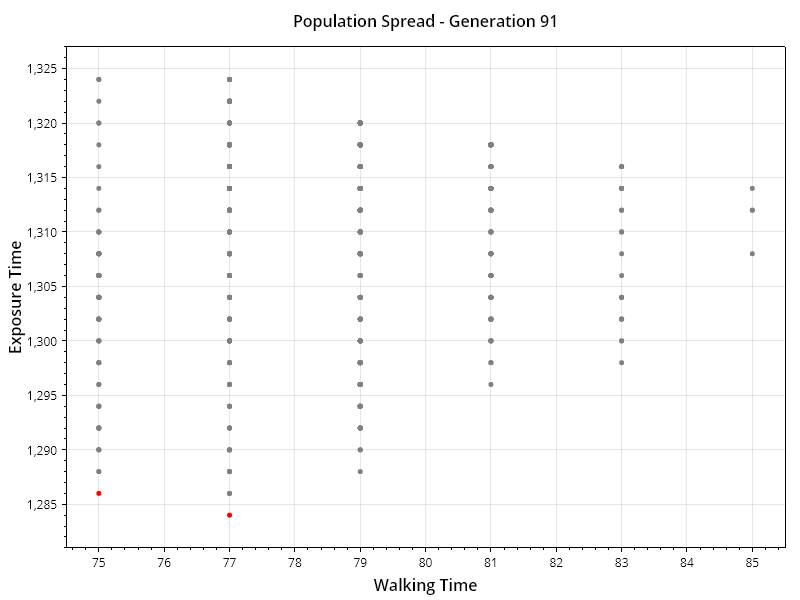 Population Spread - Generation 91
1,325
1,320
1,315
1,310
1,305
1,300
1,295
1,290
1,285
Exposure Time
75 76 77 78 79 80 81 82 83 84 85
Walking Time